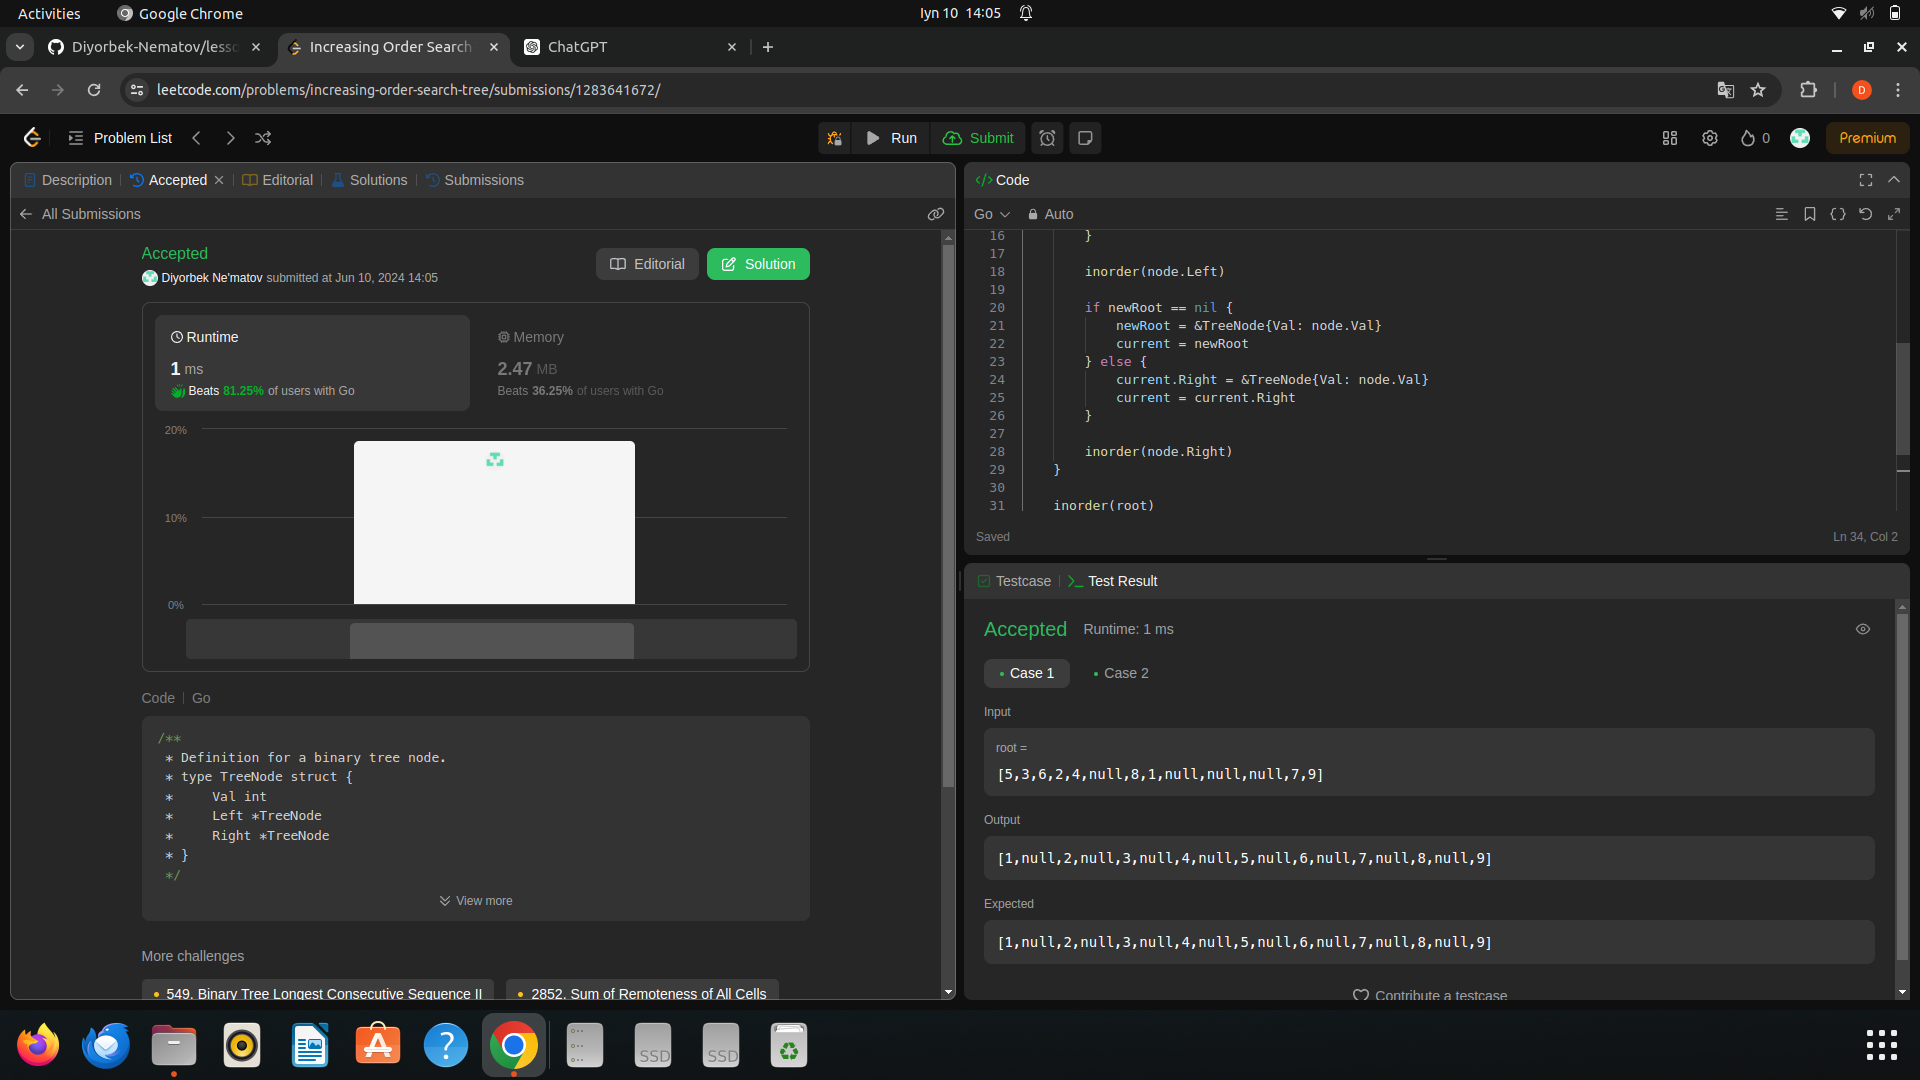 Activities
Google Chrome
Iyn 10 14:05
Diyorbek-Nematov/lesso
Increasing Order Search
ChatGPT
leetcode.com/problems/increasing-order-search-tree/submissions/1283641672/
D
Problem List
Run
Submit
0
Premium
Description
Accepted
Editorial
Solutions
Submissions
All Submissions
Accepted
Diyorbek Ne'matov submitted at Jun 10, 2024 14:05
Editorial
Solution
Runtime
1 ms
Beats 81.25% of users with Go
Memory
2.47 MB
Beats 36.25% of users with Go
20%
10%
0%
Code | Go
/**
 * Definition for a binary tree node.
 * type TreeNode struct {
 *     Val int
 *     Left *TreeNode
 *     Right *TreeNode
 * }
 */
View more
More challenges
549. Binary Tree Longest Consecutive Sequence II
2852. Sum of Remoteness of All Cells
</> Code
Go
Auto
16         }
17
18         inorder(node.Left)
19
20         if newRoot == nil {
21             newRoot = &TreeNode{Val: node.Val}
22             current = newRoot
23         } else {
24             current.Right = &TreeNode{Val: node.Val}
25             current = current.Right
26         }
27
28         inorder(node.Right)
29     }
30
31     inorder(root)
Saved
Ln 34, Col 2
Testcase
Test Result
Accepted
Runtime: 1 ms
Case 1
Case 2
Input
root =
[5,3,6,2,4,null,8,1,null,null,null,7,9]
Output
[1,null,2,null,3,null,4,null,5,null,6,null,7,null,8,null,9]
Expected
[1,null,2,null,3,null,4,null,5,null,6,null,7,null,8,null,9]
Contribute a testcase
SSD
SSD